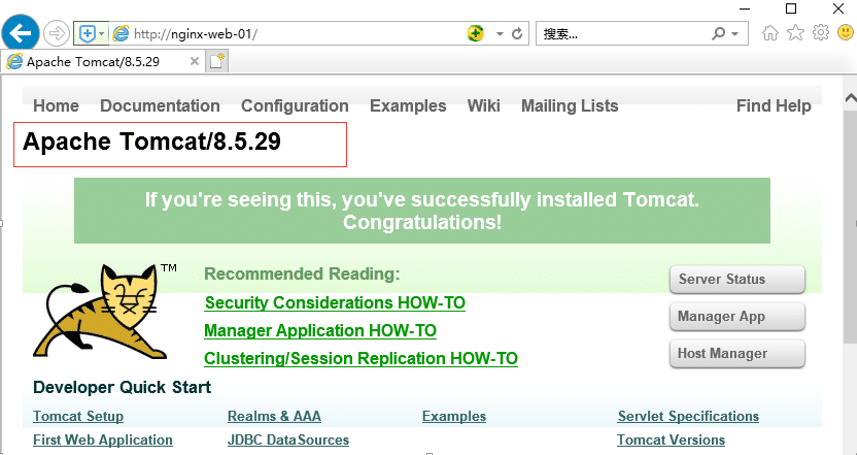 http://nginx-web-01/
搜索...
Apache Tomcat/8.5.29
Home Documentation Configuration Examples Wiki Mailing Lists Find Help
Apache Tomcat/8.5.29
If you're seeing this, you've successfully installed Tomcat.
Congratulations!
TM
Recommended Reading:
Security Considerations HOW-TO
Manager Application HOW-TO
Clustering/Session Replication HOW-TO
Server Status
Manager App
Host Manager
Developer Quick Start
Tomcat Setup Realms & AAA Examples Servlet Specifications
First Web Application JDBC DataSources Tomcat Versions